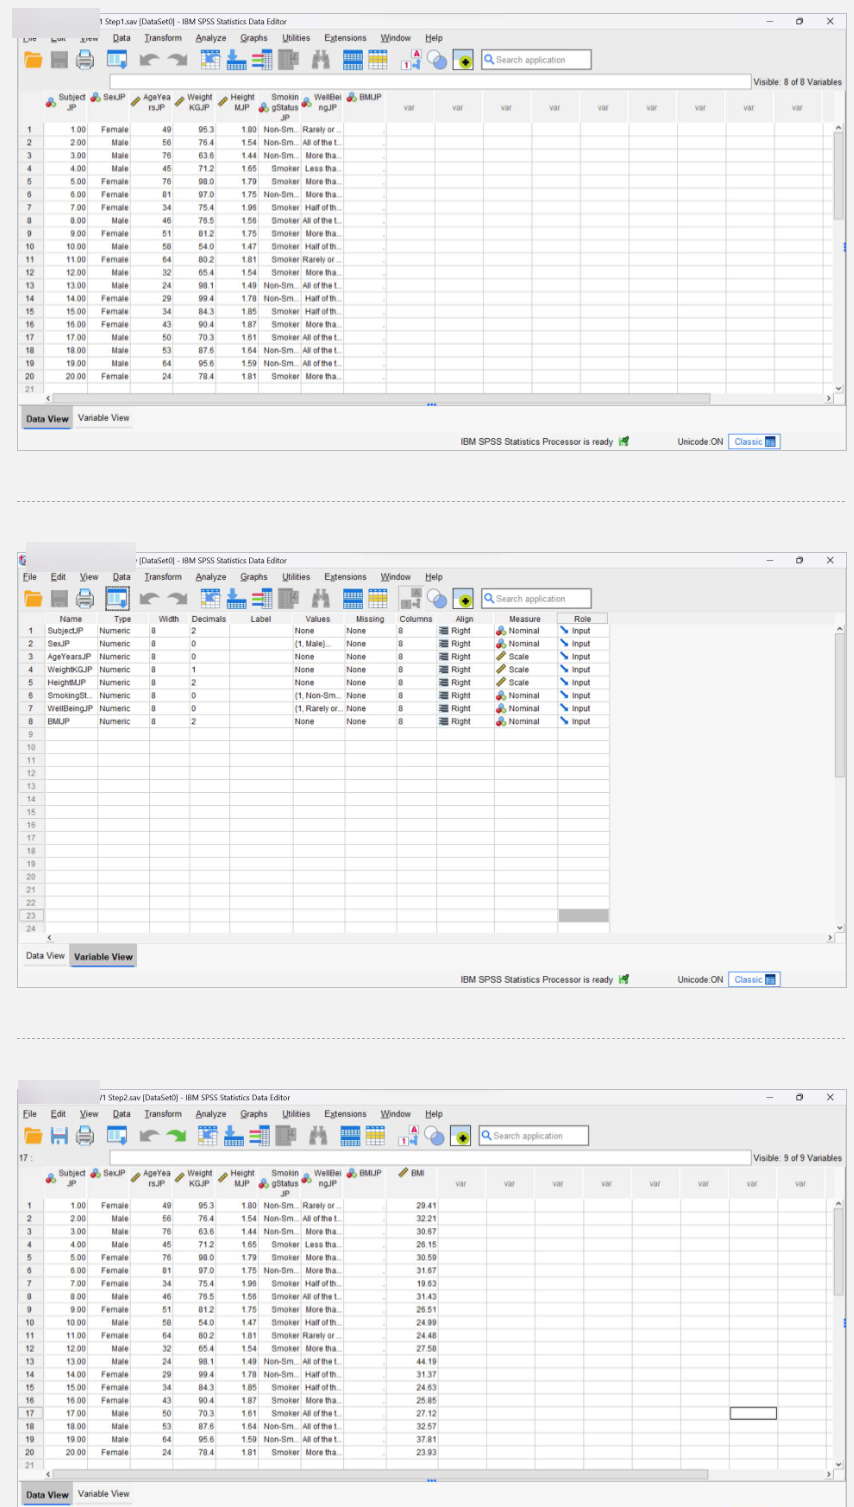 1 Step1.sav [DataSet0] - IBM SPSS Statistics Data Editor
File Edit View Data Transform Analyze Graphs Utilities Extensions Window Help
Search application
Visible: 8 of 8 Variables
SubjectJP SexJP AgeYearsJP WeightKGJP HeightMJP SmokingStatusJP WellBeingJP BMIJP var var var var var var var var
1 1.00 Female 49 95.3 1.80 Non-Sm... Rarely or ... .
2 2.00 Male 56 76.4 1.54 Non-Sm... All of the t... .
3 3.00 Male 76 63.6 1.44 Non-Sm... More tha... .
4 4.00 Male 45 71.2 1.65 Smoker Less tha... .
5 5.00 Female 76 98.0 1.79 Smoker More tha... .
6 6.00 Female 81 97.0 1.75 Non-Sm... More tha... .
7 7.00 Female 34 75.4 1.96 Smoker Half of th... .
8 8.00 Male 46 76.5 1.56 Smoker All of the t... .
9 9.00 Female 51 81.2 1.75 Smoker More tha... .
10 10.00 Male 58 54.0 1.47 Smoker Half of th... .
11 11.00 Female 64 80.2 1.81 Smoker Rarely or ... .
12 12.00 Male 32 65.4 1.54 Smoker More tha... .
13 13.00 Male 24 98.1 1.49 Non-Sm... All of the t... .
14 14.00 Female 29 99.4 1.78 Non-Sm... Half of th... .
15 15.00 Female 34 84.3 1.85 Smoker Half of th... .
16 16.00 Female 43 90.4 1.87 Smoker More tha... .
17 17.00 Male 50 70.3 1.61 Smoker All of the t... .
18 18.00 Male 53 87.6 1.64 Non-Sm... All of the t... .
19 19.00 Male 64 95.6 1.59 Non-Sm... All of the t... .
20 20.00 Female 24 78.4 1.81 Smoker More tha... .
21
Data View Variable View
IBM SPSS Statistics Processor is ready Unicode:ON Classic
[DataSet0] - IBM SPSS Statistics Data Editor
File Edit View Data Transform Analyze Graphs Utilities Extensions Window Help
Search application
Name Type Width Decimals Label Values Missing Columns Align Measure Role
1 SubjectJP Numeric 8 2 None None 8 Right Nominal Input
2 SexJP Numeric 8 0 {1, Male}... None 8 Right Nominal Input
3 AgeYearsJP Numeric 8 0 None None 8 Right Scale Input
4 WeightKGJP Numeric 8 1 None None 8 Right Scale Input
5 HeightMJP Numeric 8 2 None None 8 Right Scale Input
6 SmokingSt... Numeric 8 0 {1, Non-Sm... None 8 Right Nominal Input
7 WellBeingJP Numeric 8 0 {1, Rarely or... None 8 Right Nominal Input
8 BMIJP Numeric 8 2 None None 8 Right Nominal Input
9
10
11
12
13
14
15
16
17
18
19
20
21
22
23
24
Data View Variable View
IBM SPSS Statistics Processor is ready Unicode:ON Classic
1 Step2.sav [DataSet0] - IBM SPSS Statistics Data Editor
File Edit View Data Transform Analyze Graphs Utilities Extensions Window Help
Search application
17 : Visible: 9 of 9 Variables
SubjectJP SexJP AgeYearsJP WeightKGJP HeightMJP SmokingStatusJP WellBeingJP BMIJP BMI var var var var var var var var
1 1.00 Female 49 95.3 1.80 Non-Sm... Rarely or ... . 29.41
2 2.00 Male 56 76.4 1.54 Non-Sm... All of the t... . 32.21
3 3.00 Male 76 63.6 1.44 Non-Sm... More tha... . 30.67
4 4.00 Male 45 71.2 1.65 Smoker Less tha... . 26.15
5 5.00 Female 76 98.0 1.79 Smoker More tha... . 30.59
6 6.00 Female 81 97.0 1.75 Non-Sm... More tha... . 31.67
7 7.00 Female 34 75.4 1.96 Smoker Half of th... . 19.63
8 8.00 Male 46 76.5 1.56 Smoker All of the t... . 31.43
9 9.00 Female 51 81.2 1.75 Smoker More tha... . 26.51
10 10.00 Male 58 54.0 1.47 Smoker Half of th... . 24.99
11 11.00 Female 64 80.2 1.81 Smoker Rarely or ... . 24.48
12 12.00 Male 32 65.4 1.54 Smoker More tha... . 27.58
13 13.00 Male 24 98.1 1.49 Non-Sm... All of the t... . 44.19
14 14.00 Female 29 99.4 1.78 Non-Sm... Half of th... . 31.37
15 15.00 Female 34 84.3 1.85 Smoker Half of th... . 24.63
16 16.00 Female 43 90.4 1.87 Smoker More tha... . 25.85
17 17.00 Male 50 70.3 1.61 Smoker All of the t... . 27.12
18 18.00 Male 53 87.6 1.64 Non-Sm... All of the t... . 32.57
19 19.00 Male 64 95.6 1.59 Non-Sm... All of the t... . 37.81
20 20.00 Female 24 78.4 1.81 Smoker More tha... . 23.93
21
Data View Variable View